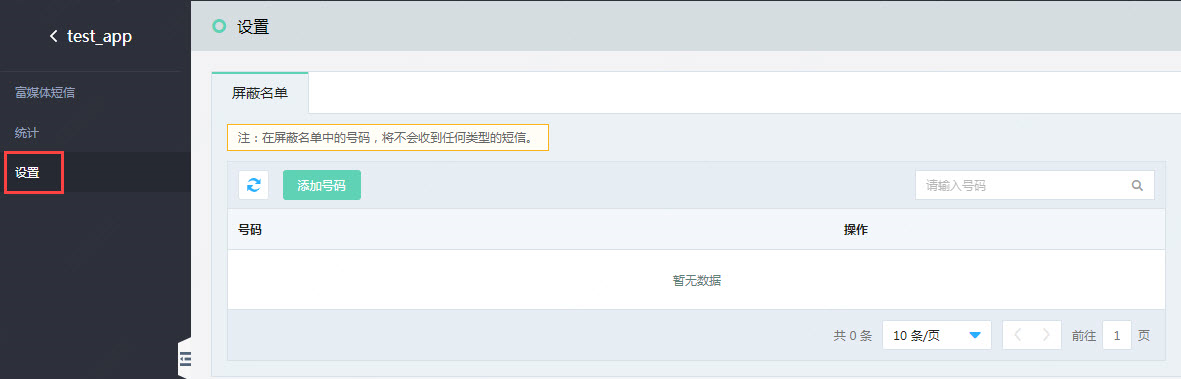 test_app
富媒体短信
统计
设置
设置
屏蔽名单
注：在屏蔽名单中的号码，将不会收到任何类型的短信。
添加号码
请输入号码
号码 操作
暂无数据
共 0 条 10 条/页 前往 1 页